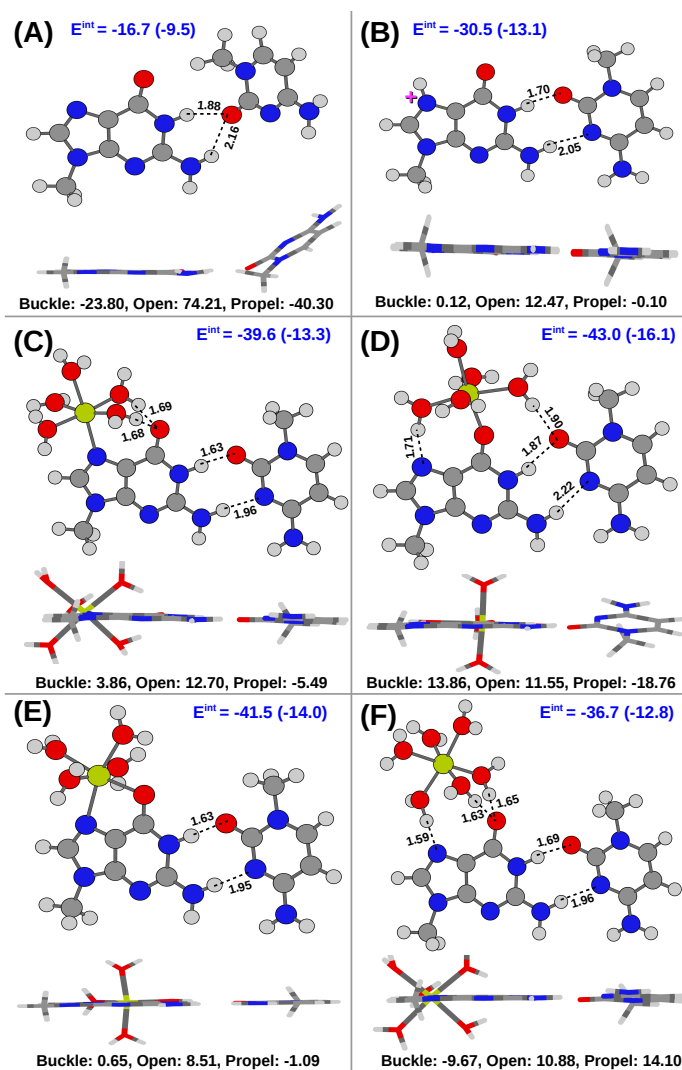 (A)
E^int = -16.7 (-9.5)
1.88
2.16
Buckle: -23.80, Open: 74.21, Propel: -40.30
(B)
E^int = -30.5 (-13.1)
+
1.70
2.05
Buckle: 0.12, Open: 12.47, Propel: -0.10
(C)
E^int = -39.6 (-13.3)
1.69
1.68
1.63
1.96
Buckle: 3.86, Open: 12.70, Propel: -5.49
(D)
E^int = -43.0 (-16.1)
1.90
1.71
1.87
2.22
Buckle: 13.86, Open: 11.55, Propel: -18.76
(E)
E^int = -41.5 (-14.0)
1.63
1.95
Buckle: 0.65, Open: 8.51, Propel: -1.09
(F)
E^int = -36.7 (-12.8)
1.65
1.63
1.59
1.69
1.96
Buckle: -9.67, Open: 10.88, Propel: 14.10